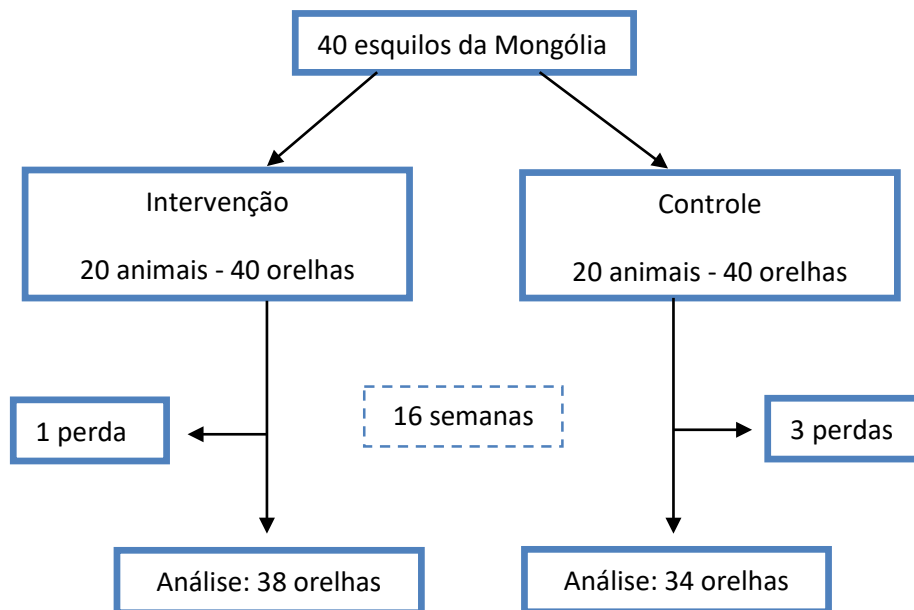 40 esquilos da Mongólia
Intervenção
20 animais - 40 orelhas
Controle
20 animais - 40 orelhas
1 perda
16 semanas
3 perdas
Análise: 38 orelhas
Análise: 34 orelhas